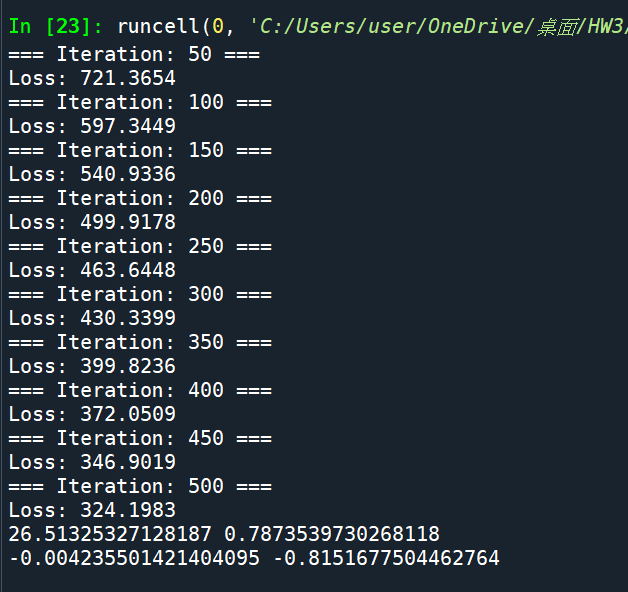 In [23]: runcell(0, 'C:/Users/user/OneDrive/桌面/HW3/
=== Iteration: 50 ===
Loss: 721.3654
=== Iteration: 100 ===
Loss: 597.3449
=== Iteration: 150 ===
Loss: 540.9336
=== Iteration: 200 ===
Loss: 499.9178
=== Iteration: 250 ===
Loss: 463.6448
=== Iteration: 300 ===
Loss: 430.3399
=== Iteration: 350 ===
Loss: 399.8236
=== Iteration: 400 ===
Loss: 372.0509
=== Iteration: 450 ===
Loss: 346.9019
=== Iteration: 500 ===
Loss: 324.1983
26.51325327128187 0.7873539730268118
-0.004235501421404095 -0.8151677504462764